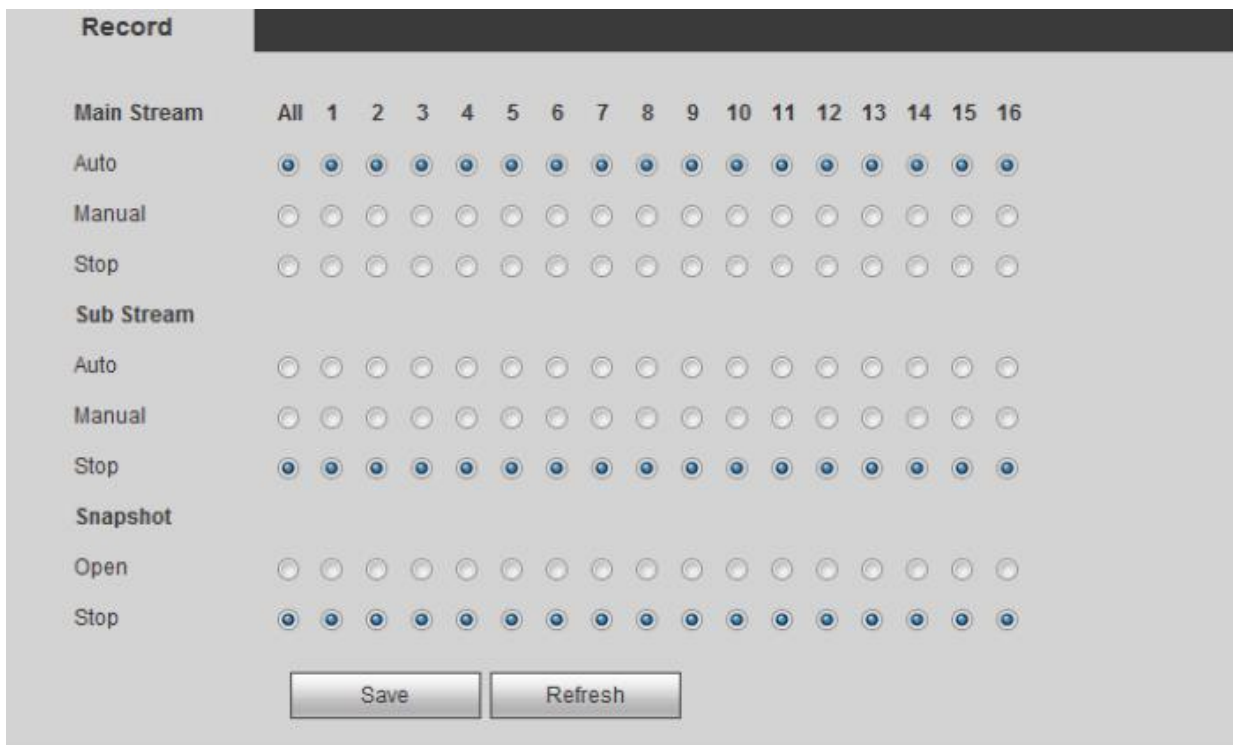 Record
Main Stream All 1 2 3 4 5 6 7 8 9 10 11 12 13 14 15 16
Auto
Manual
Stop
Sub Stream
Auto
Manual
Stop
Snapshot
Open
Stop
Save Refresh